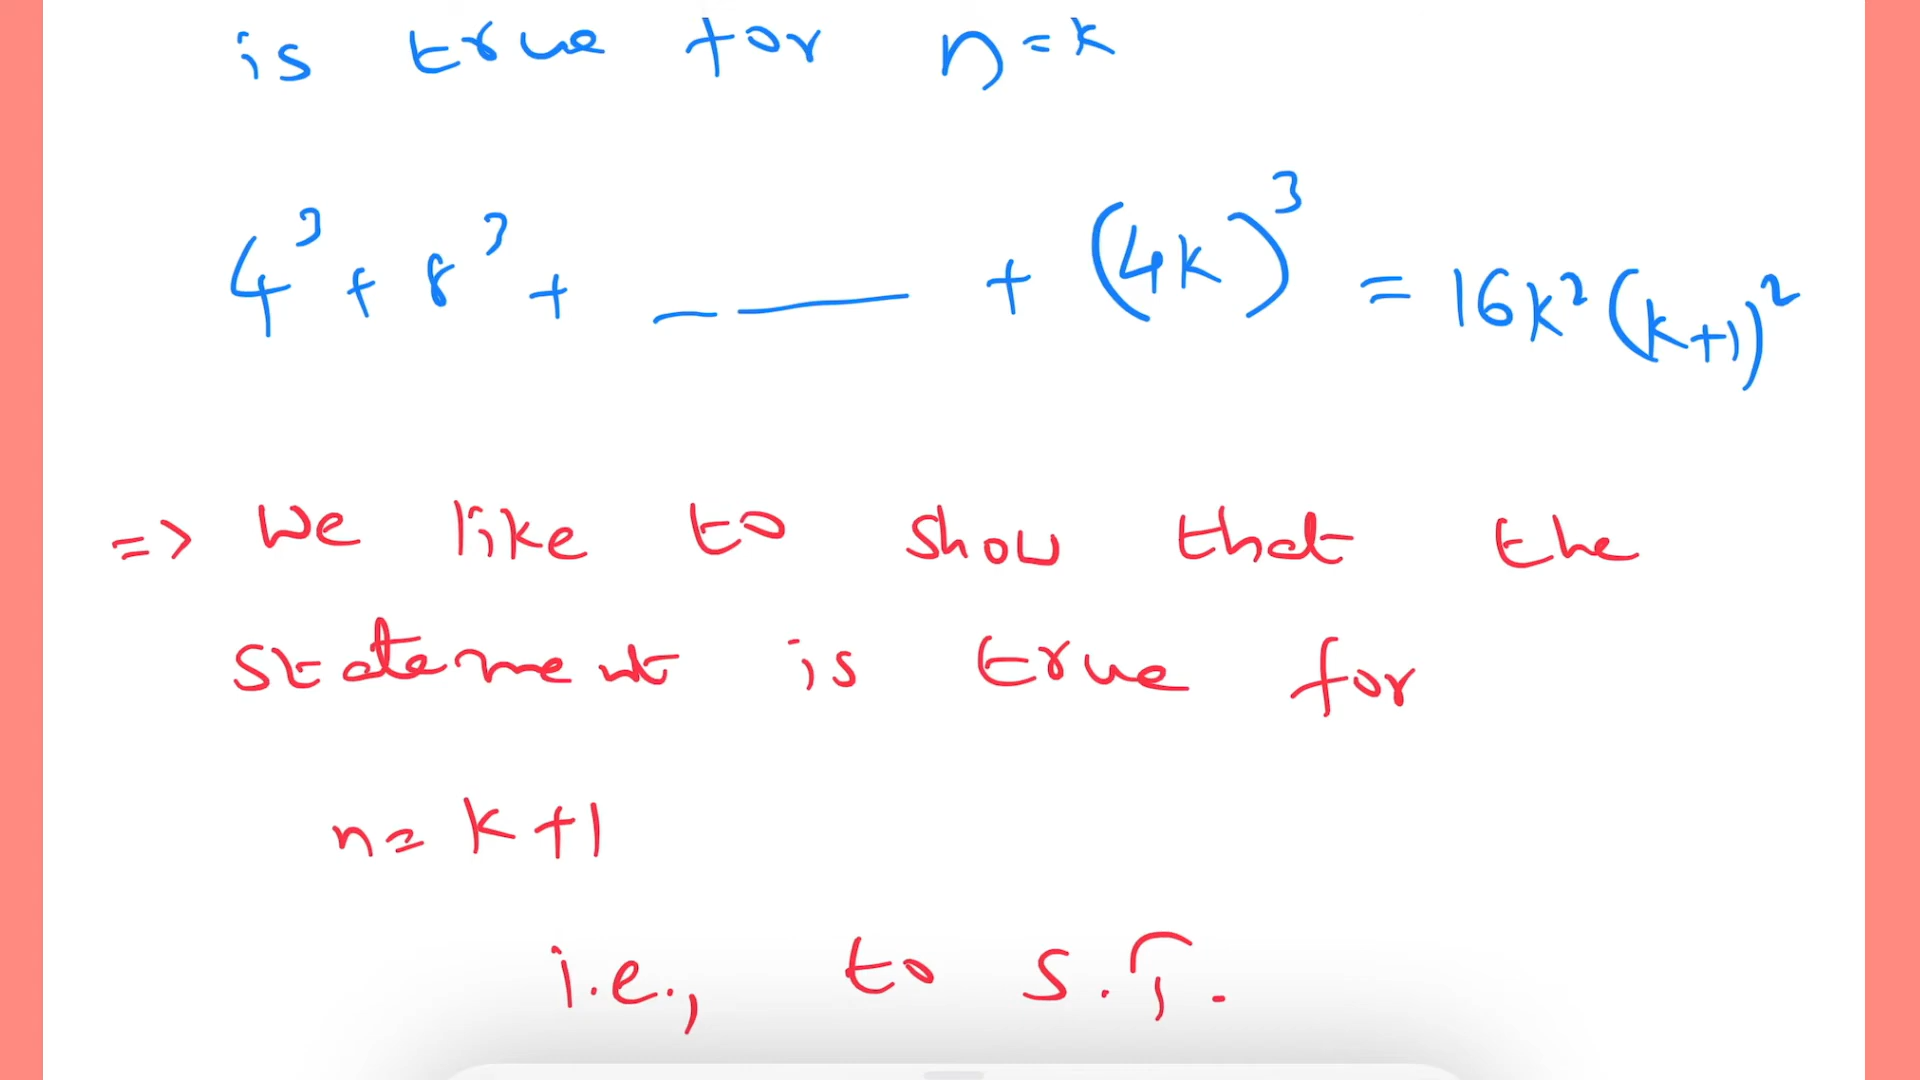 is true for n=k
4³ + 8³ + _ ___ + (4k)³ = 16k²(k+1)²
=> We like to show that the
statement is true for
n= k+1
i.e., to S.T.